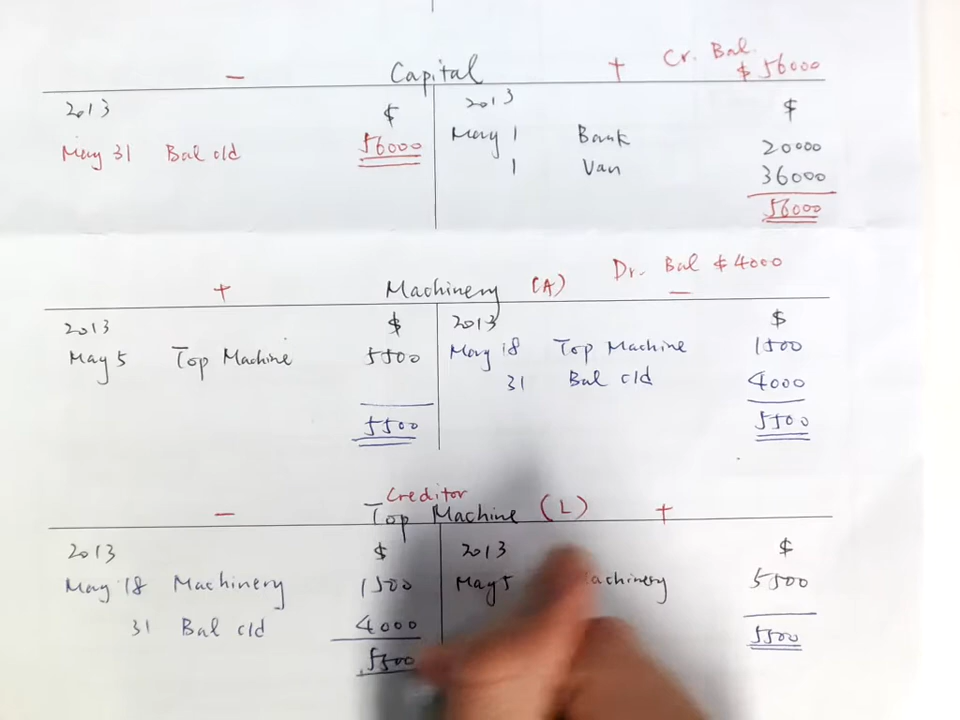 Cr. Bal.
− Capital + $56000
2013 $ 2013 $
May 31 Bal c/d 56000 May 1 Bank 20000
1 Van 36000
56000
Dr. Bal $4000
+ Machinery (A) −
2013 $ 2013 $
May 5 Top Machine 5500 May 18 Top Machine 1500
31 Bal c/d 4000
5500 5500
Creditor
− Top Machine (L) +
2013 $ 2013 $
May 18 Machinery 1500 May 5 Machinery 5500
31 Bal c/d 4000
5500 5500